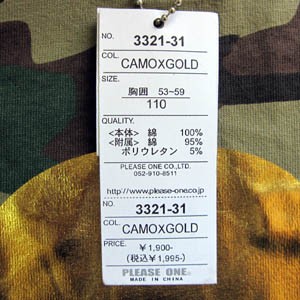 NO. 3321-31
COL. CAMOXGOLD
SIZE.
胸囲 53~59
110
QUALITY.
<本体> 綿 100%
<附属> 綿 95%
ポリウレタン 5%
PLEASE ONE CO.,LTD.
052-910-8511
http://www.please-one.co.jp
NO. 3321-31
COL. CAMOXGOLD
PRICE. ¥1,900-
(税込¥1,995-)
PLEASE ONE.
MADE IN CHINA